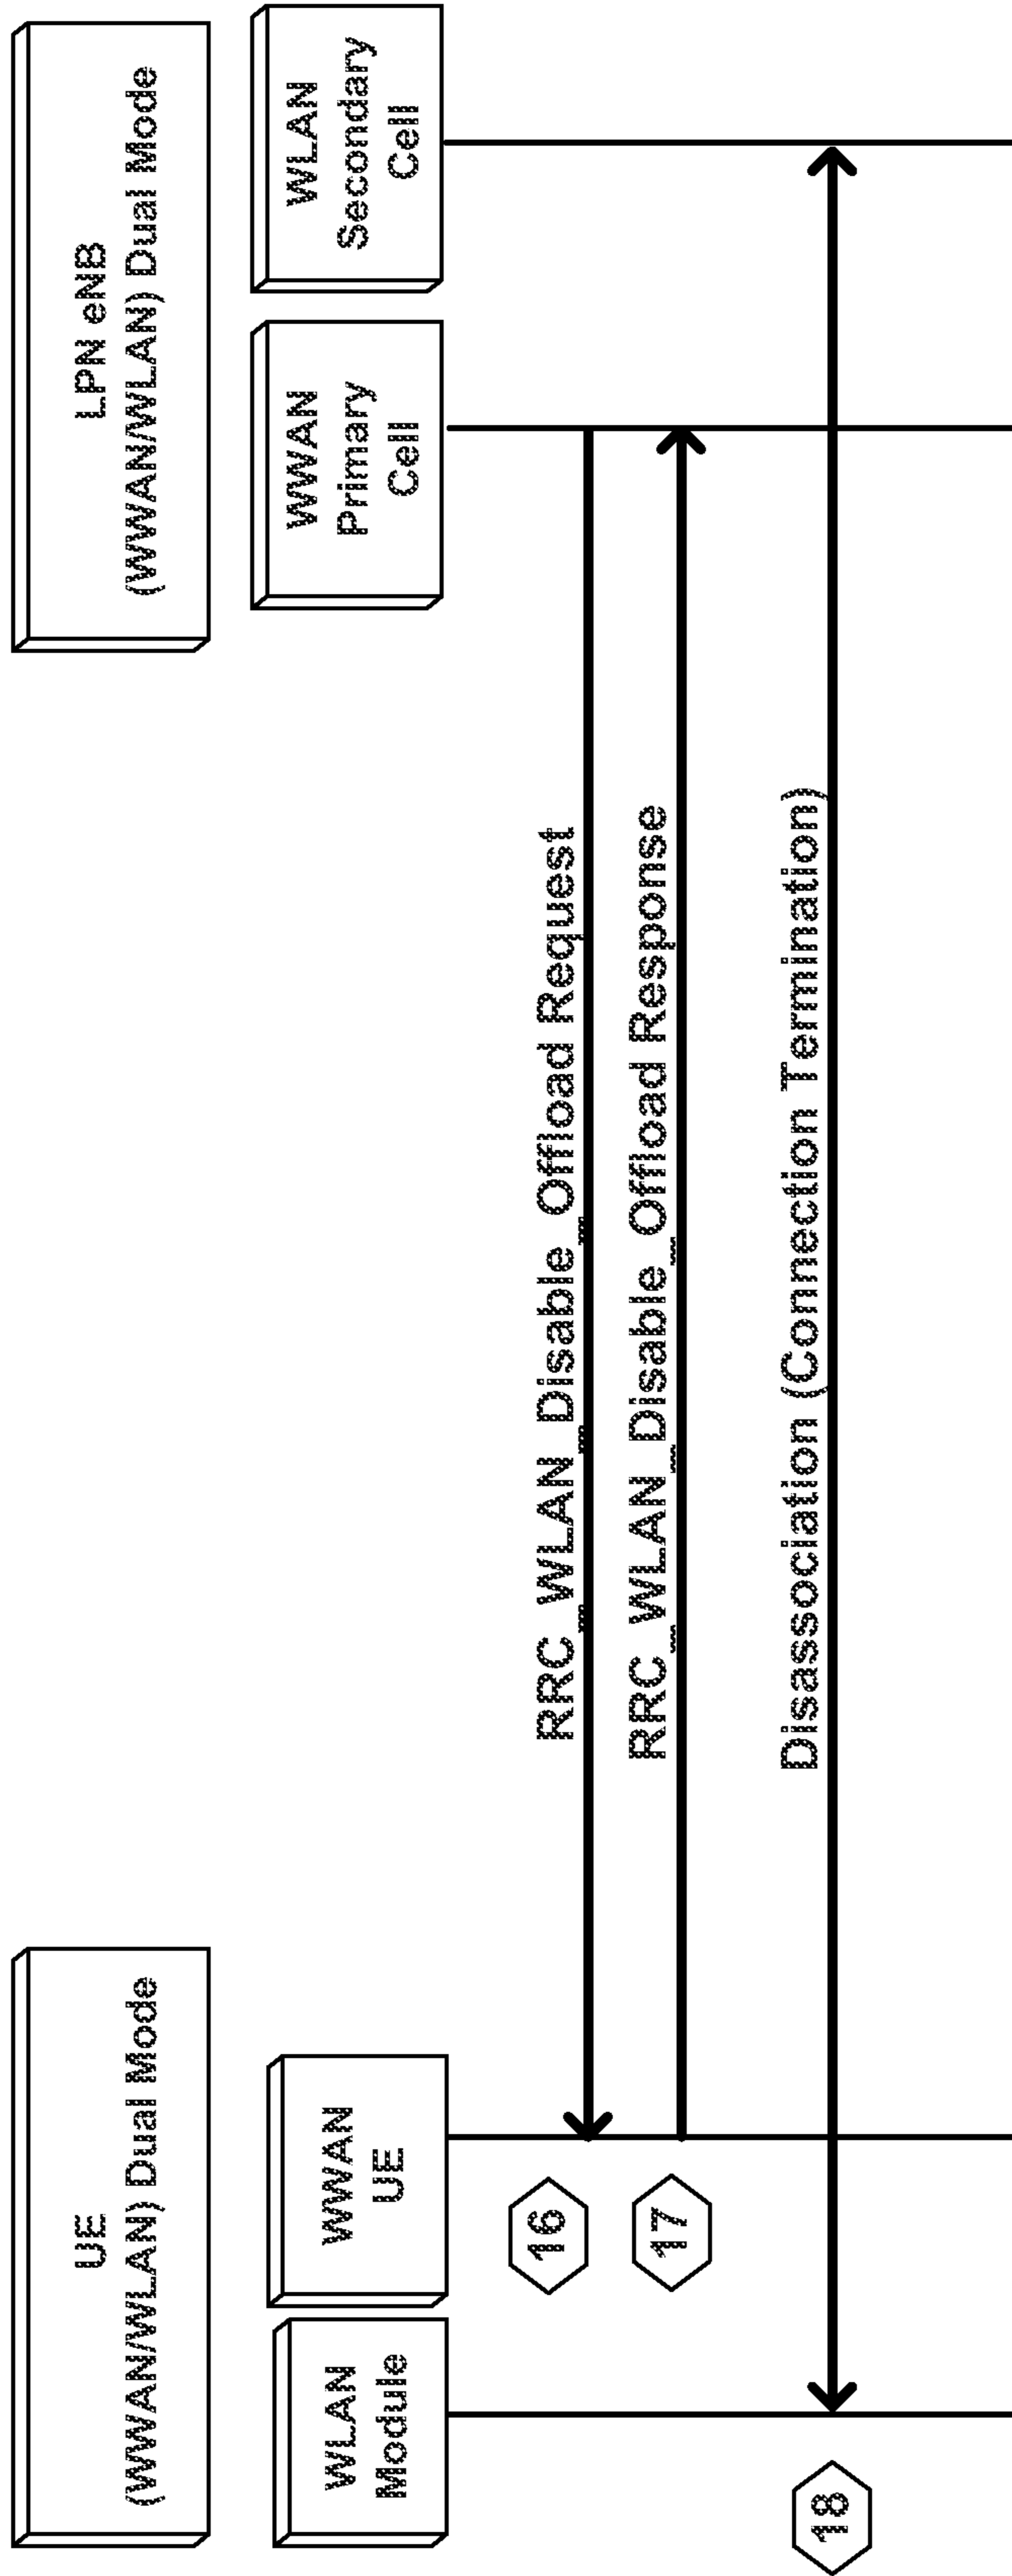 UE
(WWAN/WLAN) Dual Mode
LPN eNB
(WWAN/WLAN) Dual Mode
WLAN
Module
WWAN
UE
WWAN
Primary
Cell
WLAN
Secondary
Cell
16
RRC_WLAN_Disable_Offload Request
17
RRC_WLAN_Disable_Offload Response
18
Disassociation (Connection Termination)